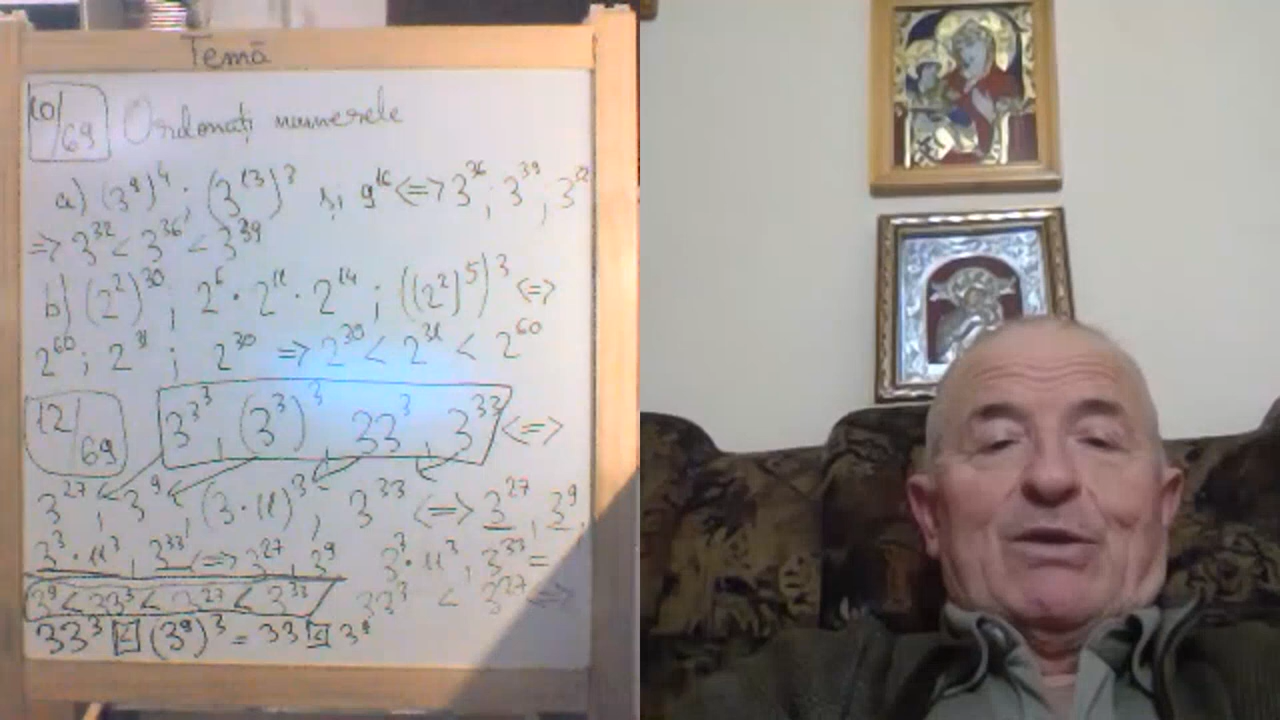 Temă
10/69 Ordonați numerele
a) (3⁹)⁴ ; (3¹³)³ și 9¹⁶ <=> 3³⁶ ; 3³⁹ ; 3³²
=> 3³² < 3³⁶ < 3³⁹
b) (2²)³⁰ ; 2⁶ · 2¹¹ · 2¹⁴ ; ((2²)⁵)³ <=>
2⁶⁰ ; 2³¹ ; 2³⁰ => 2³⁰ < 2³¹ < 2⁶⁰
12/69 3^3^3 , (3³)³ , 33³ , 3³³ <=>
3²⁷ , 3⁹ , (3·11)³ , 3³³ <=> 3²⁷ , 3⁹ ,
3³ · 11³ , 3³³ <=> 3²⁷ , 3⁹ 3³ · 11³ , 3³³ =
3⁹ < 33³ < 3²⁷ < 3³³ 33³ < 3²⁷ <=>
33³ < (3⁹)³ = 33 < 3⁹